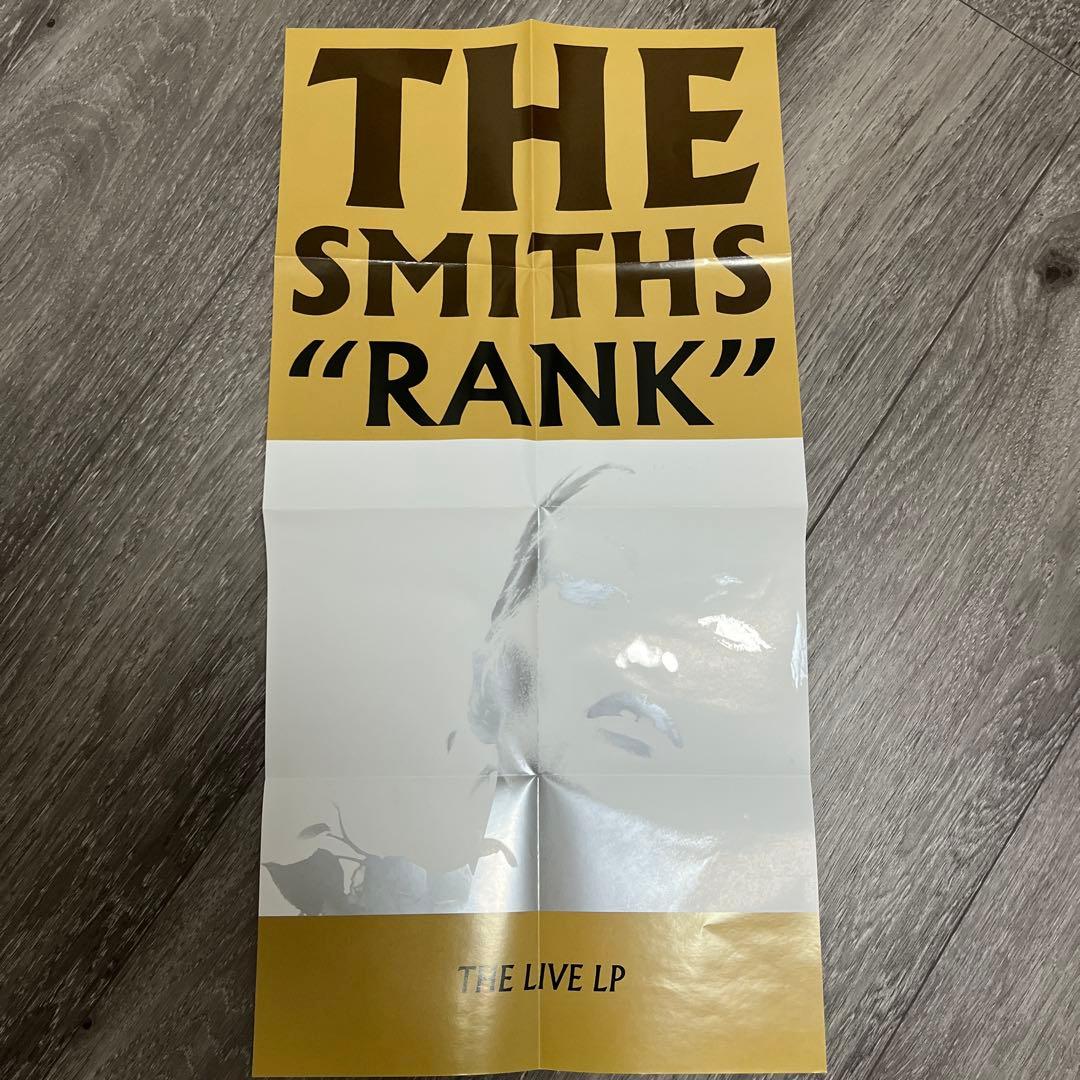 THE
SMITHS
“RANK”
THE LIVE LP